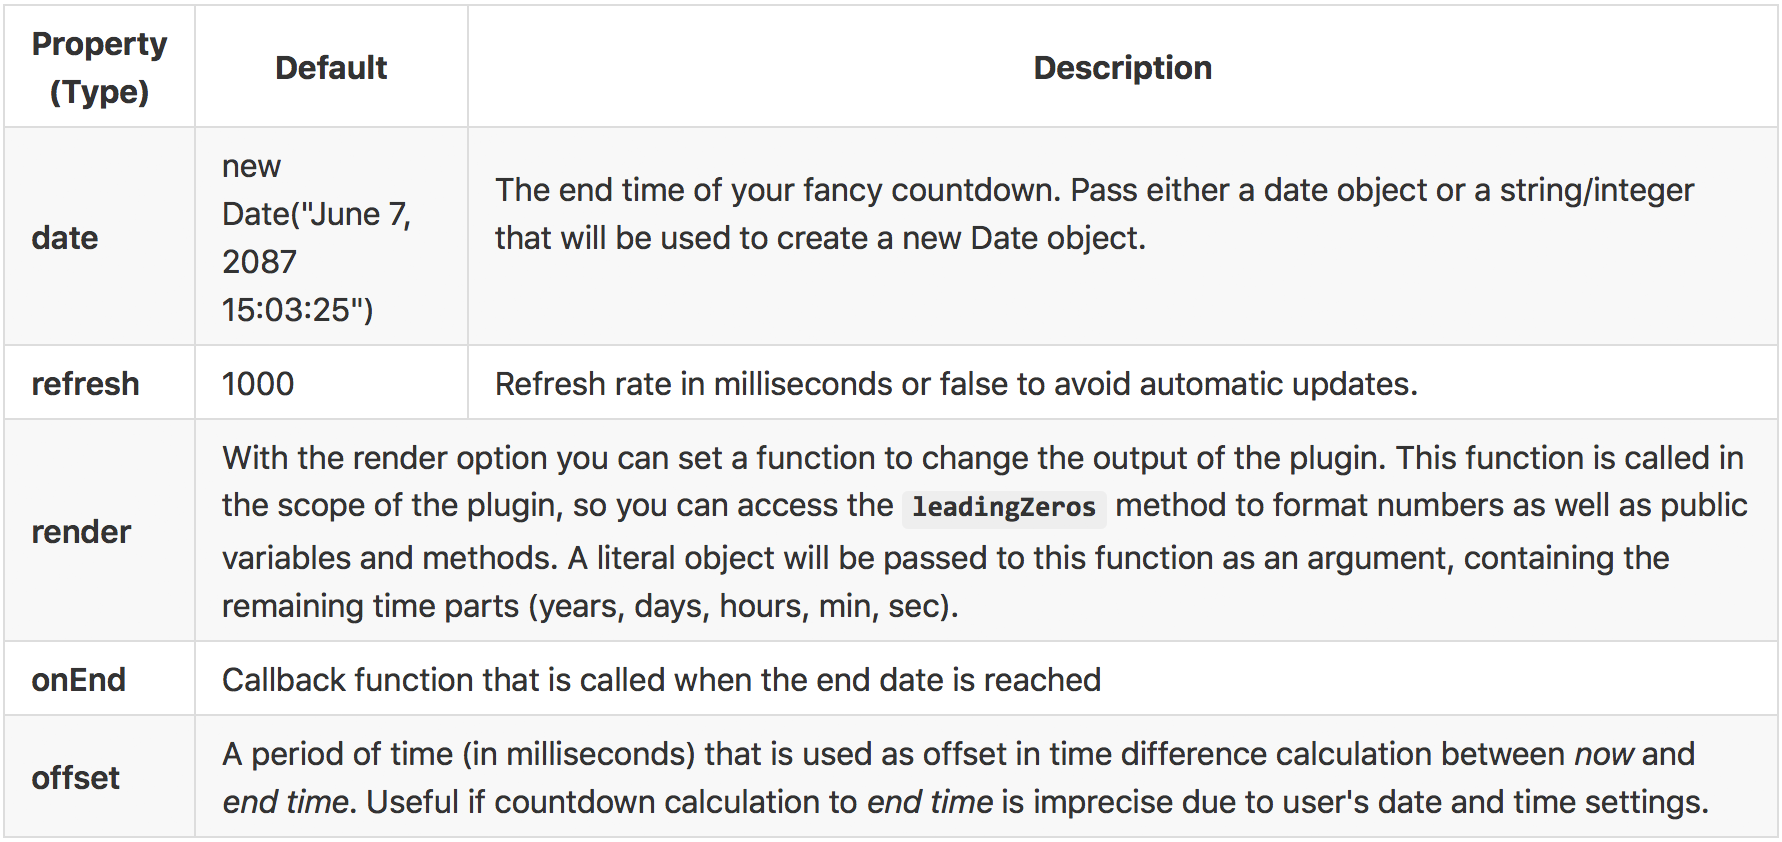 Property
(Type)
Default
Description
date
new
Date("June 7,
2087
15:03:25")
The end time of your fancy countdown. Pass either a date object or a string/integer
that will be used to create a new Date object.
refresh
1000
Refresh rate in milliseconds or false to avoid automatic updates.
render
With the render option you can set a function to change the output of the plugin. This function is called in
the scope of the plugin, so you can access the leadingZeros method to format numbers as well as public
variables and methods. A literal object will be passed to this function as an argument, containing the
remaining time parts (years, days, hours, min, sec).
onEnd
Callback function that is called when the end date is reached
offset
A period of time (in milliseconds) that is used as offset in time difference calculation between now and
end time. Useful if countdown calculation to end time is imprecise due to user's date and time settings.